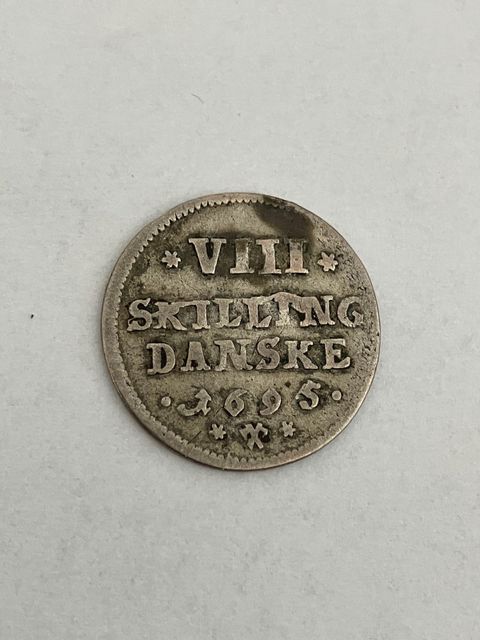 * VIII *
SKILLING
DANSKE
· 1695 ·